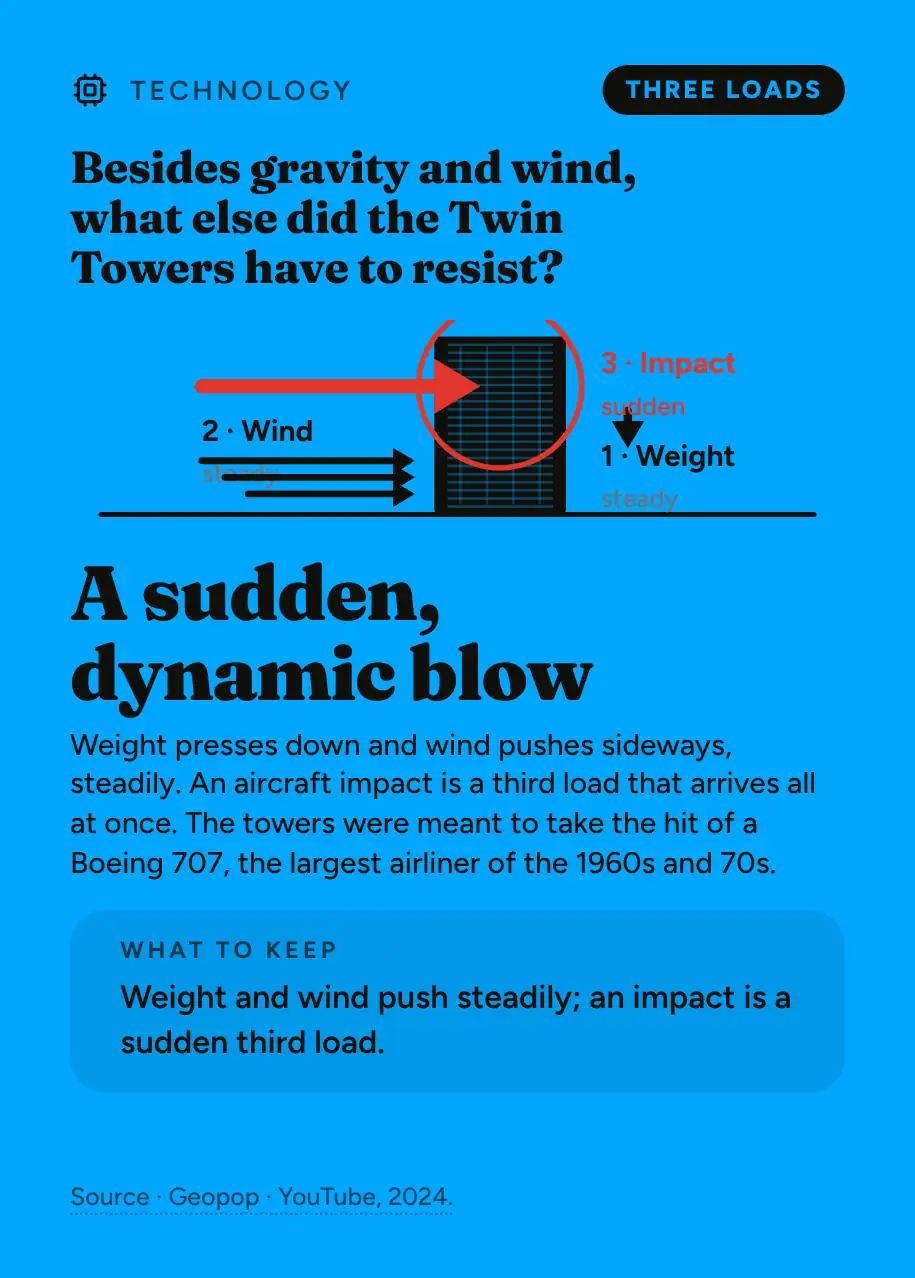 TECHNOLOGY
THREE LOADS
Besides gravity and wind,
what else did the Twin
Towers have to resist?
3 · Impact
sudden
2 · Wind
steady
1 · Weight
steady
A sudden,
dynamic blow
Weight presses down and wind pushes sideways,
steadily. An aircraft impact is a third load that arrives all
at once. The towers were meant to take the hit of a
Boeing 707, the largest airliner of the 1960s and 70s.
WHAT TO KEEP
Weight and wind push steadily; an impact is a
sudden third load.
Source · Geopop · YouTube, 2024.